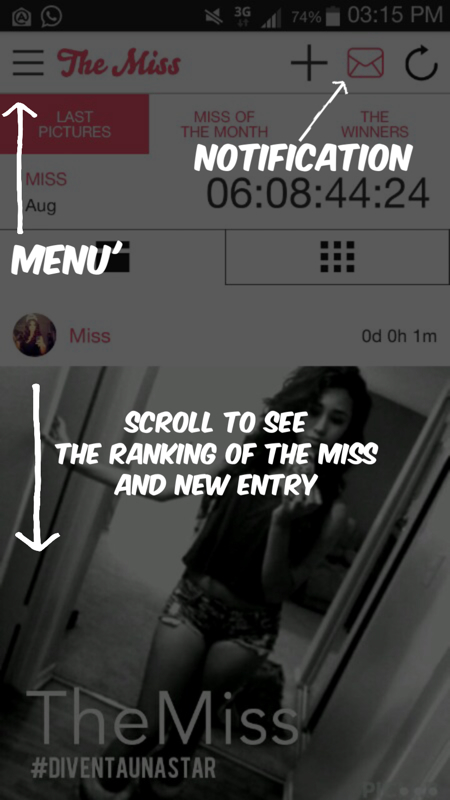 3G 74% 03:15 PM
The Miss
LAST PICTURES
MISS OF THE MONTH
THE WINNERS
NOTIFICATION
MISS
Aug
06:08:44:24
MENU'
Miss
0d 0h 1m
SCROLL TO SEE
THE RANKING OF THE MISS
AND NEW ENTRY
TheMiss
#DIVENTAUNASTAR